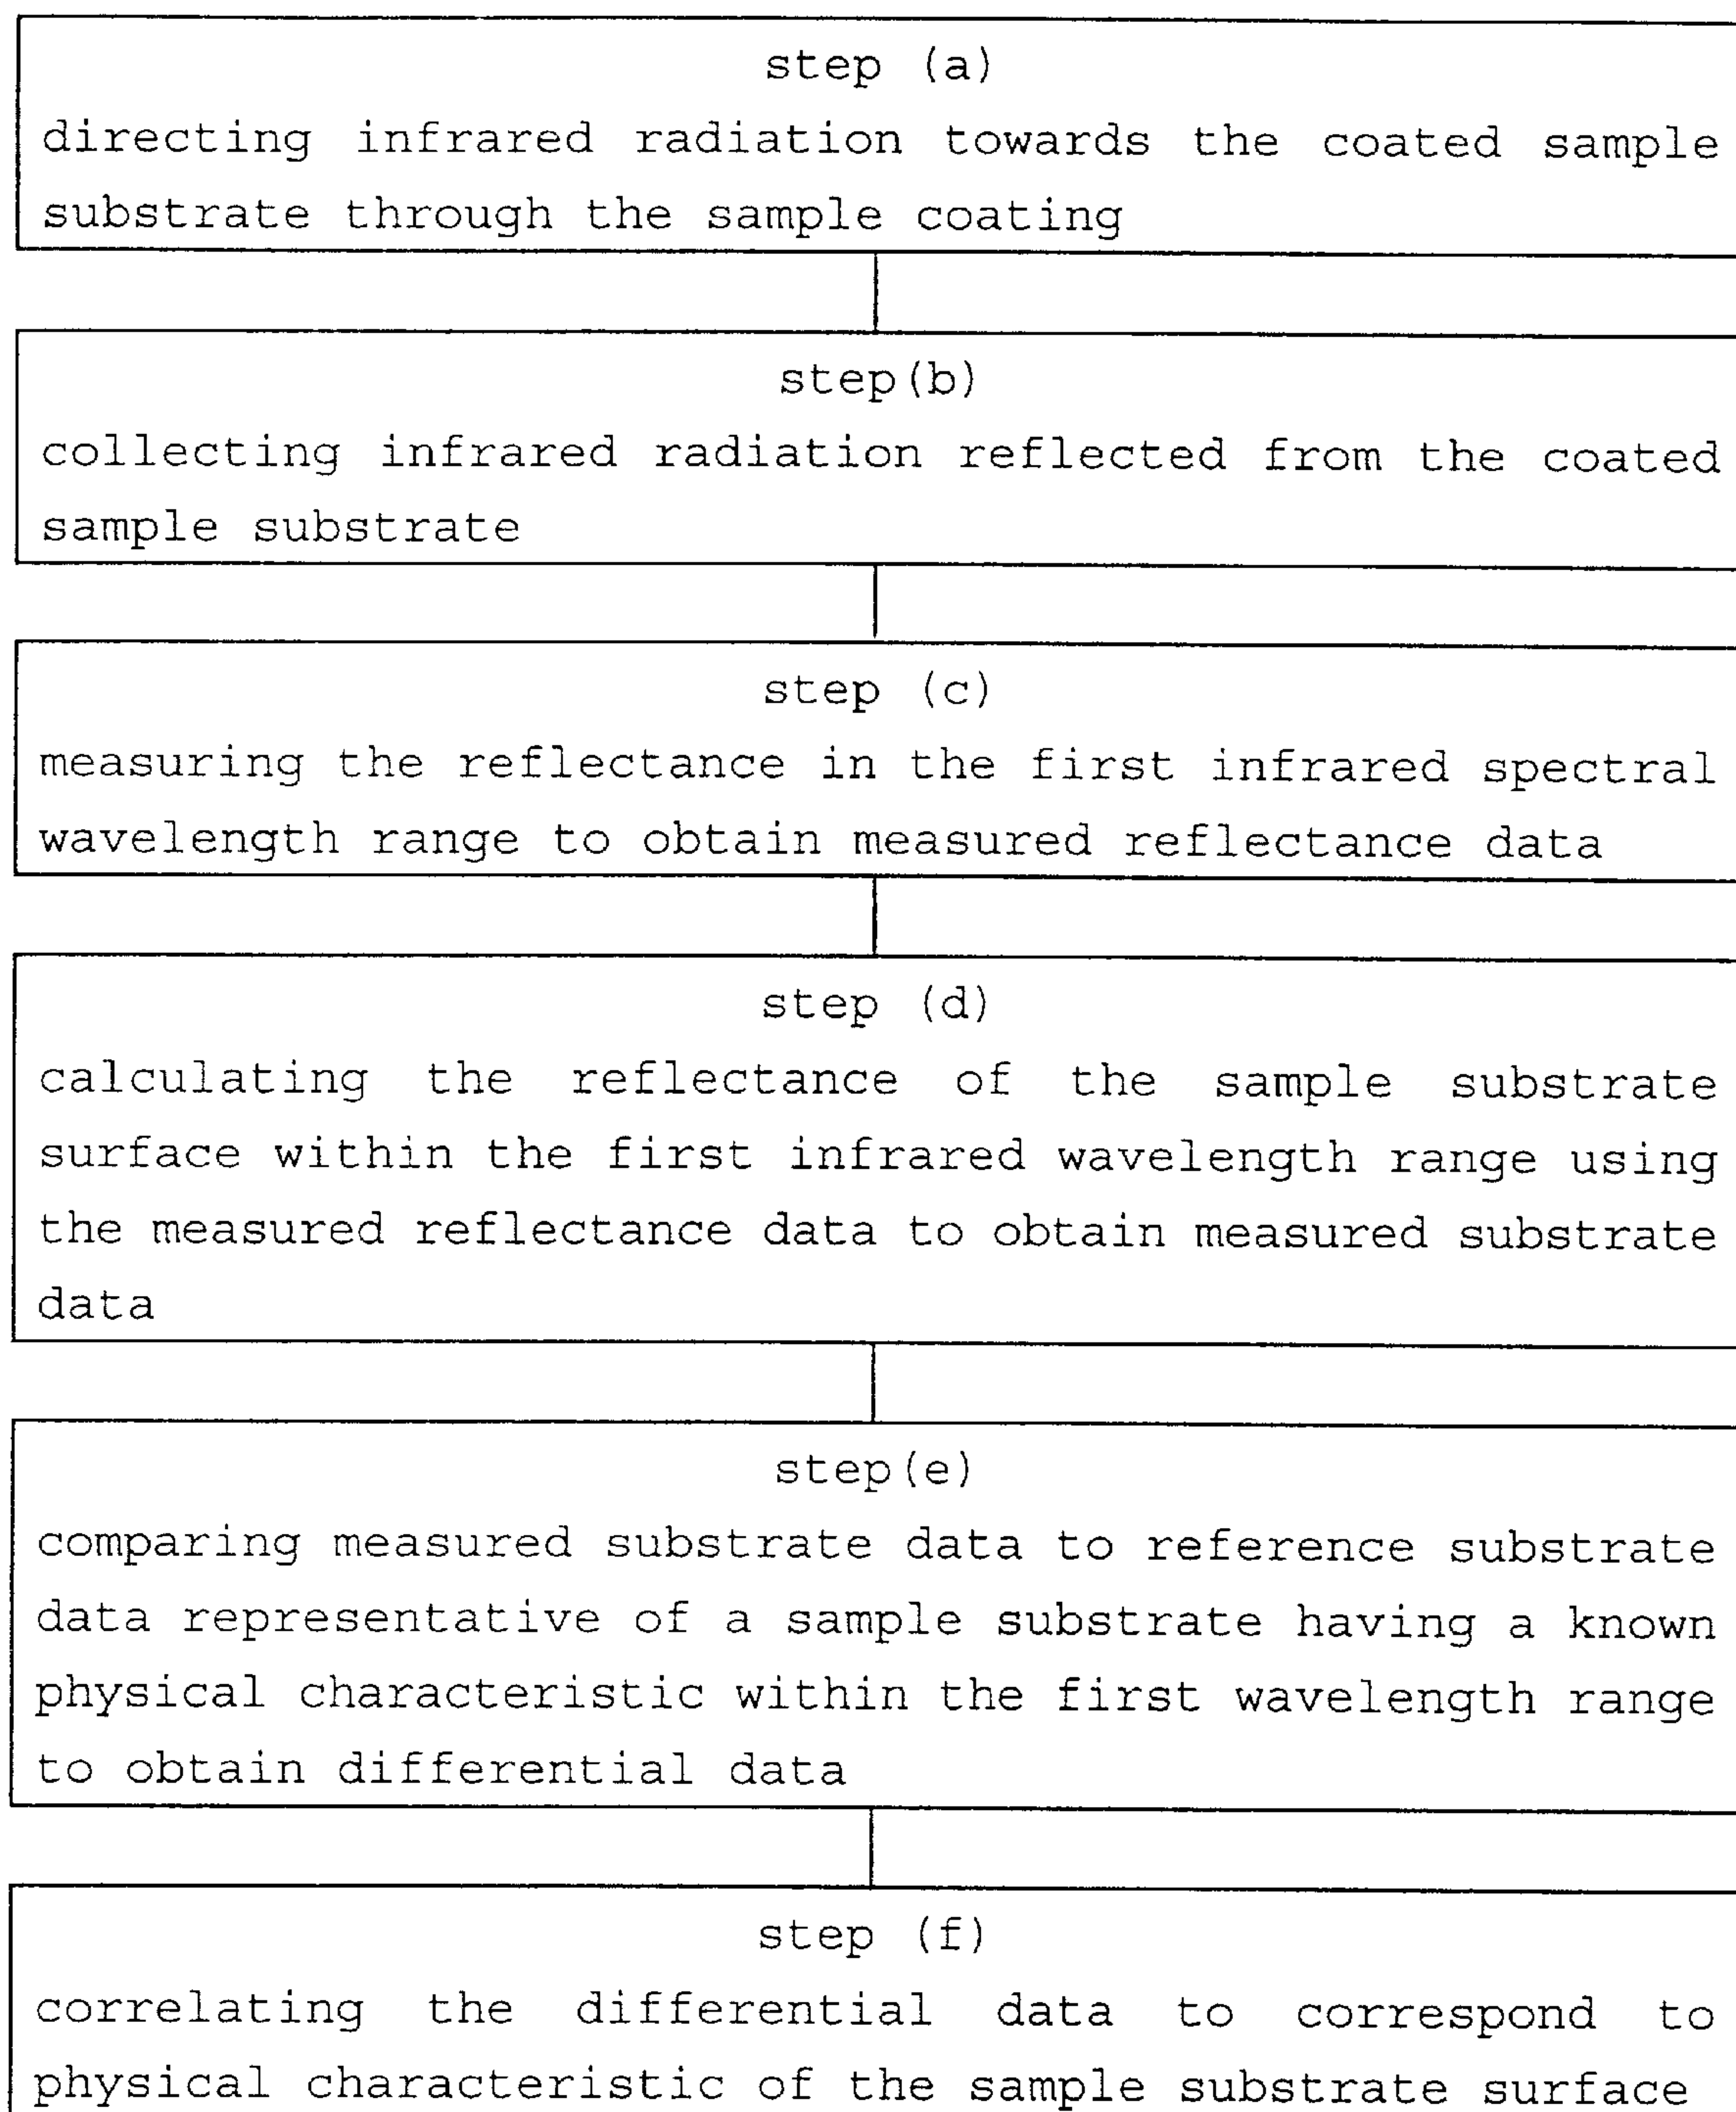 step (a)
directing infrared radiation towards the coated sample
substrate through the sample coating
step(b)
collecting infrared radiation reflected from the coated
sample substrate
step (c)
measuring the reflectance in the first infrared spectral
wavelength range to obtain measured reflectance data
step (d)
calculating the reflectance of the sample substrate
surface within the first infrared wavelength range using
the measured reflectance data to obtain measured substrate
data
step(e)
comparing measured substrate data to reference substrate
data representative of a sample substrate having a known
physical characteristic within the first wavelength range
to obtain differential data
step (f)
correlating the differential data to correspond to
physical characteristic of the sample substrate surface